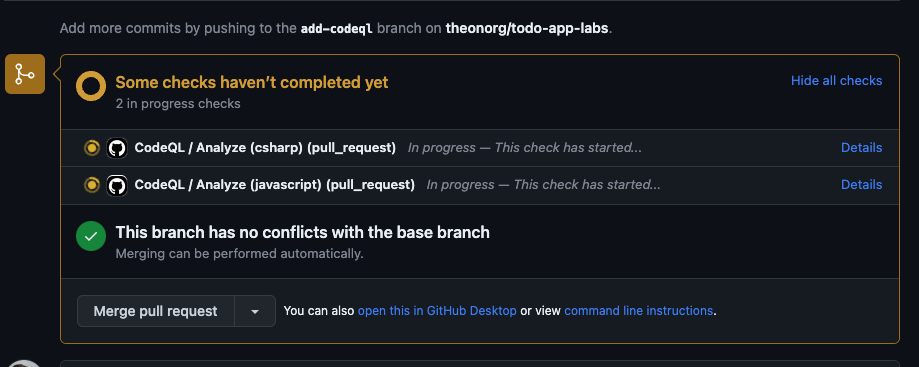 Add more commits by pushing to the add-codeql branch on theonorg/todo-app-labs.
Some checks haven't completed yet
Hide all checks
2 in progress checks
CodeQL / Analyze (csharp) (pull_request) In progress — This check has started... Details
CodeQL / Analyze (javascript) (pull_request) In progress — This check has started... Details
This branch has no conflicts with the base branch
Merging can be performed automatically.
Merge pull request You can also open this in GitHub Desktop or view command line instructions.